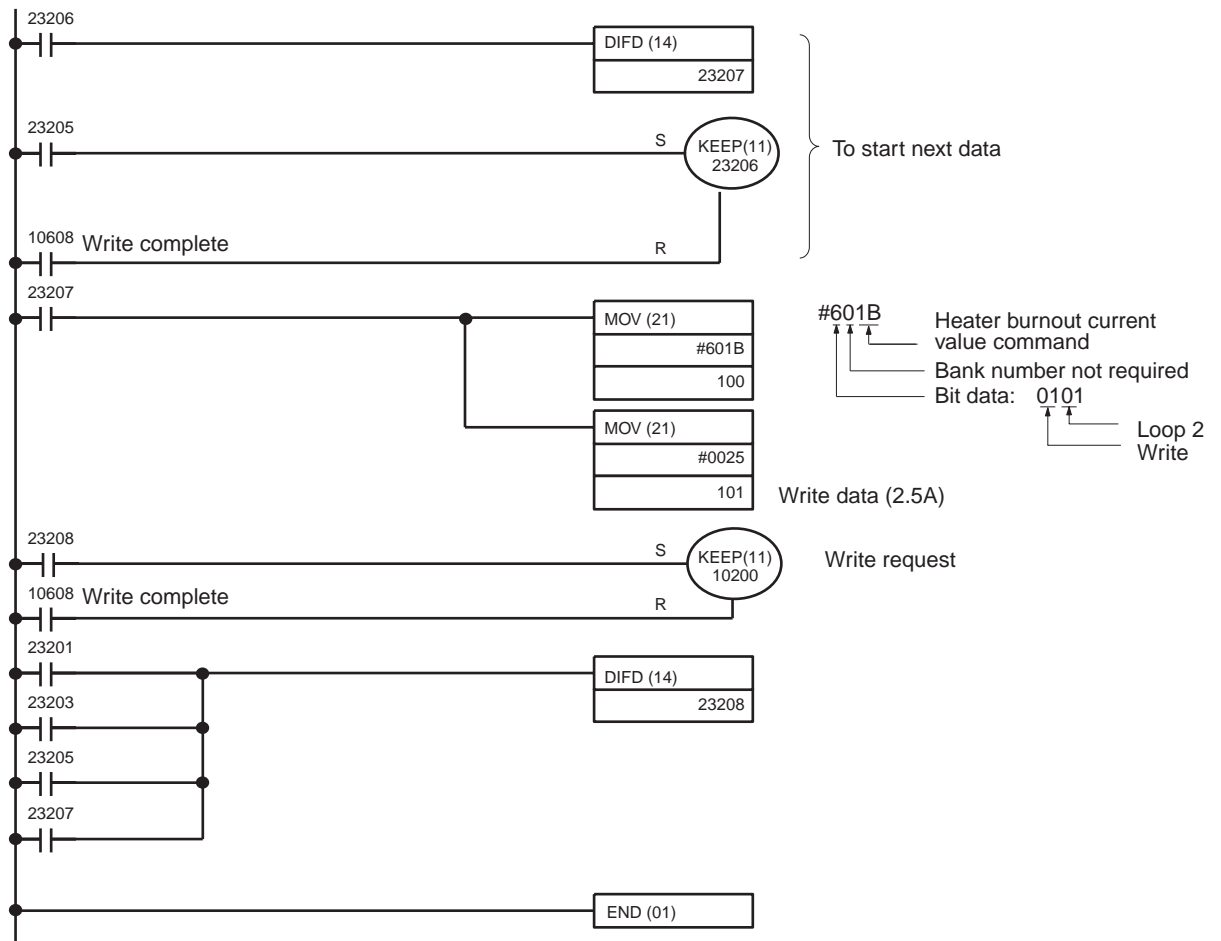 23206
DIFD (14)
23207
23205
S
KEEP(11)
23206
To start next data
10608 Write complete
R
23207
MOV (21)
#601B
100
#601B
Heater burnout current
value command
Bank number not required
Bit data: 0101
Loop 2
Write
MOV (21)
#0025
101
Write data (2.5A)
23208
S
KEEP(11)
10200
Write request
10608 Write complete
R
23201
DIFD (14)
23208
23203
23205
23207
END (01)